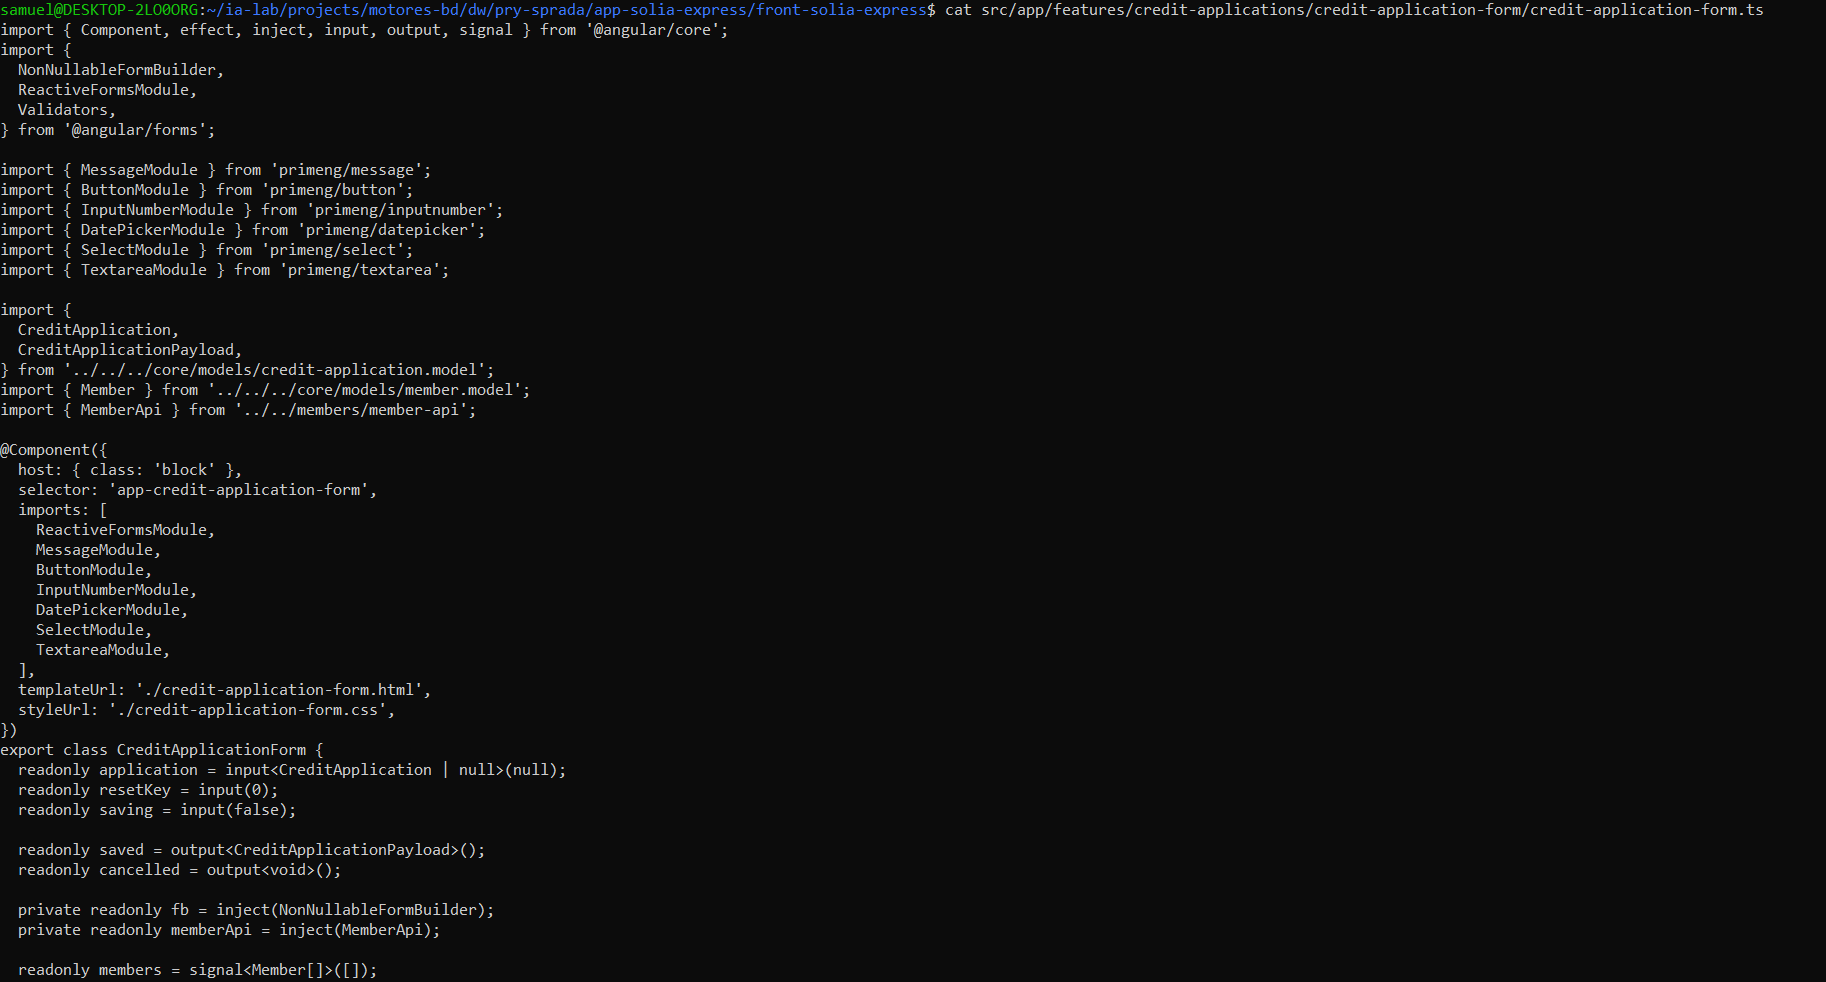 samuel@DESKTOP-2LO0ORG:~/ia-lab/projects/motores-bd/dw/pry-sprada/app-solia-express/front-solia-express$ cat src/app/features/credit-applications/credit-application-form/credit-application-form.ts
import { Component, effect, inject, input, output, signal } from '@angular/core';
import {
  NonNullableFormBuilder,
  ReactiveFormsModule,
  Validators,
} from '@angular/forms';

import { MessageModule } from 'primeng/message';
import { ButtonModule } from 'primeng/button';
import { InputNumberModule } from 'primeng/inputnumber';
import { DatePickerModule } from 'primeng/datepicker';
import { SelectModule } from 'primeng/select';
import { TextareaModule } from 'primeng/textarea';

import {
  CreditApplication,
  CreditApplicationPayload,
} from '../../../core/models/credit-application.model';
import { Member } from '../../../core/models/member.model';
import { MemberApi } from '../../members/member-api';

@Component({
  host: { class: 'block' },
  selector: 'app-credit-application-form',
  imports: [
    ReactiveFormsModule,
    MessageModule,
    ButtonModule,
    InputNumberModule,
    DatePickerModule,
    SelectModule,
    TextareaModule,
  ],
  templateUrl: './credit-application-form.html',
  styleUrl: './credit-application-form.css',
})
export class CreditApplicationForm {
  readonly application = input<CreditApplication | null>(null);
  readonly resetKey = input(0);
  readonly saving = input(false);

  readonly saved = output<CreditApplicationPayload>();
  readonly cancelled = output<void>();

  private readonly fb = inject(NonNullableFormBuilder);
  private readonly memberApi = inject(MemberApi);

  readonly members = signal<Member[]>([]);